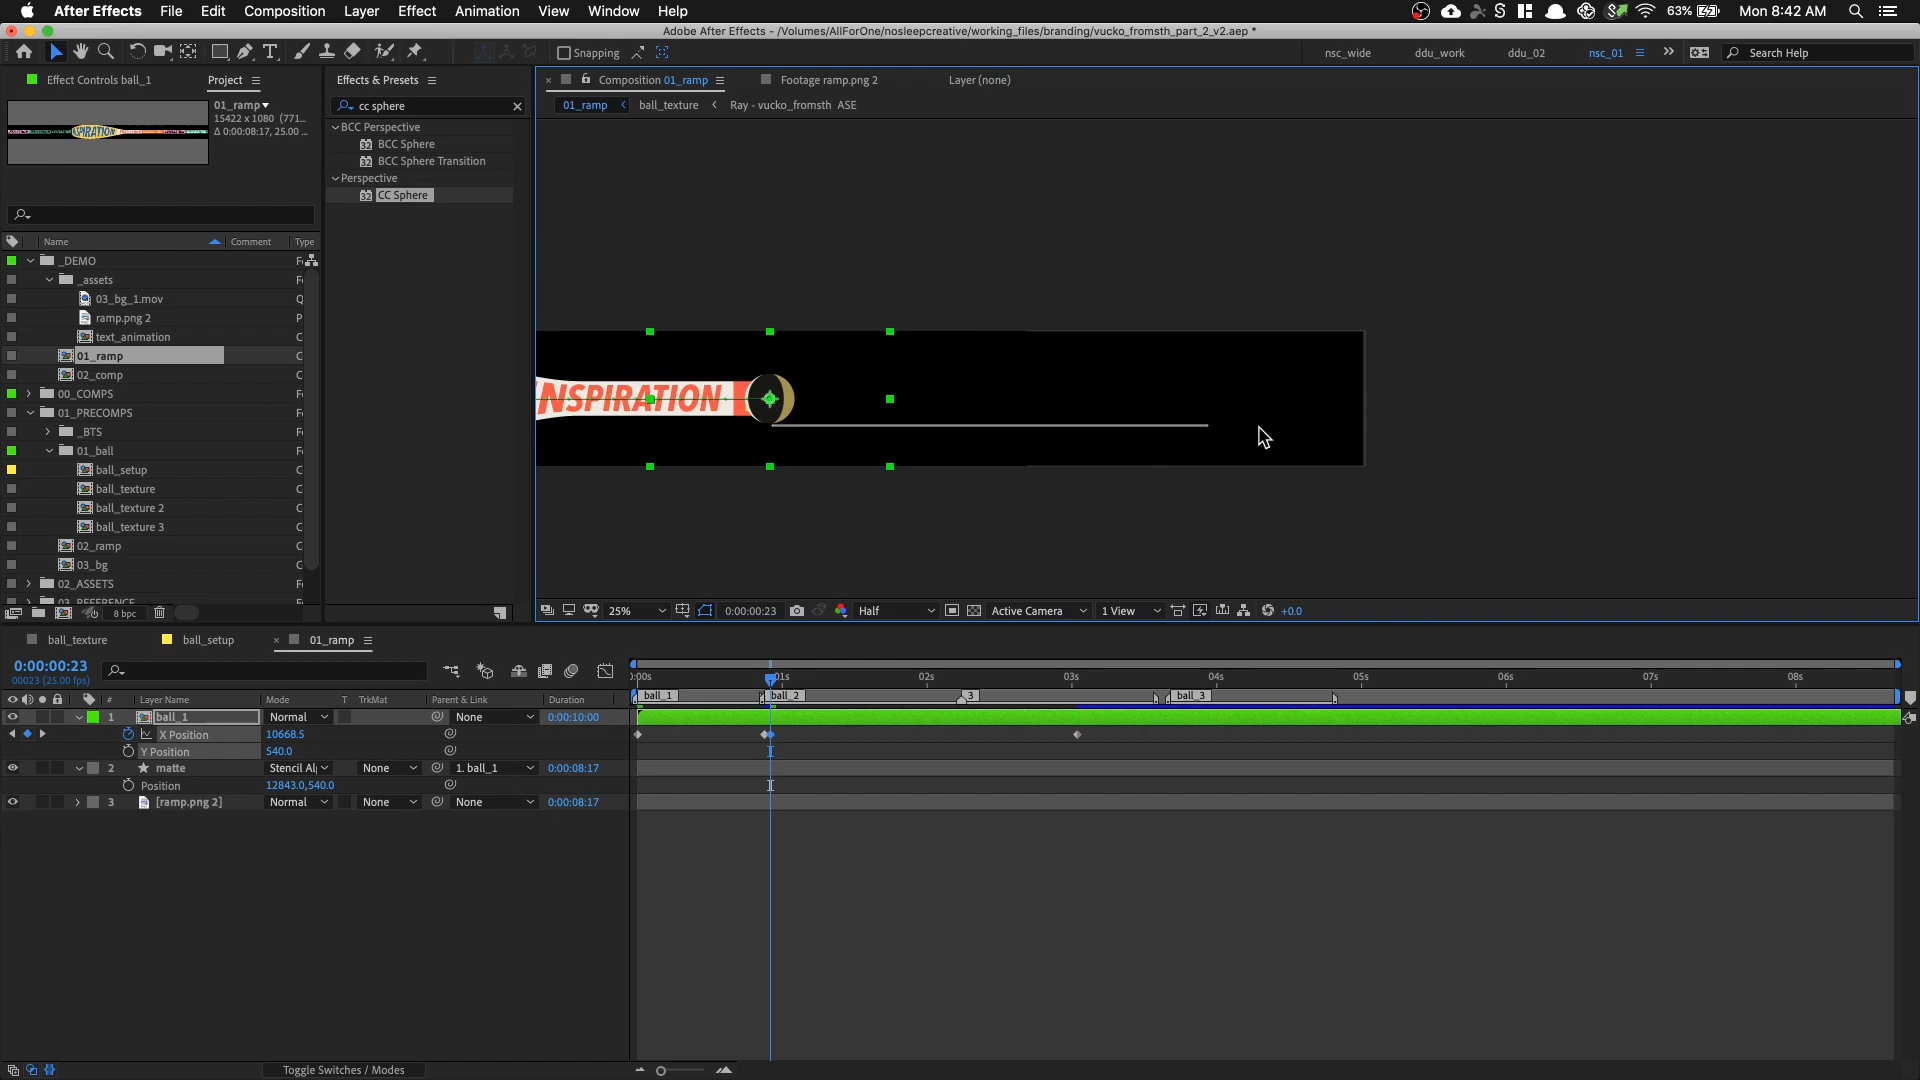 After Effects File Edit Composition Layer Effect Animation View Window Help 63% Mon 8:42 AM
Adobe After Effects - /Volumes/AllForOne/nosleepcreative/working_files/branding/vucko_fromsth_part_2_v2.aep *
Snapping nsc_wide ddu_work ddu_02 nsc_01 Search Help
Effect Controls ball_1 Project Effects & Presets Composition 01_ramp Footage ramp.png 2 Layer (none)
01_ramp
15422 x 1080 (771...
Δ 0:00:08:17, 25.00 ...
cc sphere
01_ramp ball_texture Ray - vucko_fromsth ASE
BCC Perspective
BCC Sphere
BCC Sphere Transition
Perspective
CC Sphere
Name Comment Type
_DEMO F
_assets F
03_bg_1.mov Q
ramp.png 2 P
text_animation C
01_ramp C
02_comp C
00_COMPS F
01_PRECOMPS F
_BTS F
01_ball F
ball_setup C
ball_texture C
ball_texture 2 C
ball_texture 3 C
02_ramp C
03_bg C
02_ASSETS F
03_REFERENCE F
INSPIRATION
INSPIRATION
8 bpc
25% 0:00:00:23 Half Active Camera 1 View +0.0
ball_texture ball_setup 01_ramp
0:00:00:23
00023 (25.00 fps)
# Layer Name Mode T TrkMat Parent & Link Duration
:00s 01s 02s 03s 04s 05s 06s 07s 08s
ball_1 ball_2 3 ball_3
1 ball_1 Normal None 0:00:10:00
X Position 10668.5
Y Position 540.0
2 matte Stencil Al None 1. ball_1 0:00:08:17
Position 12843.0,540.0
3 [ramp.png 2] Normal None None 0:00:08:17
Toggle Switches / Modes